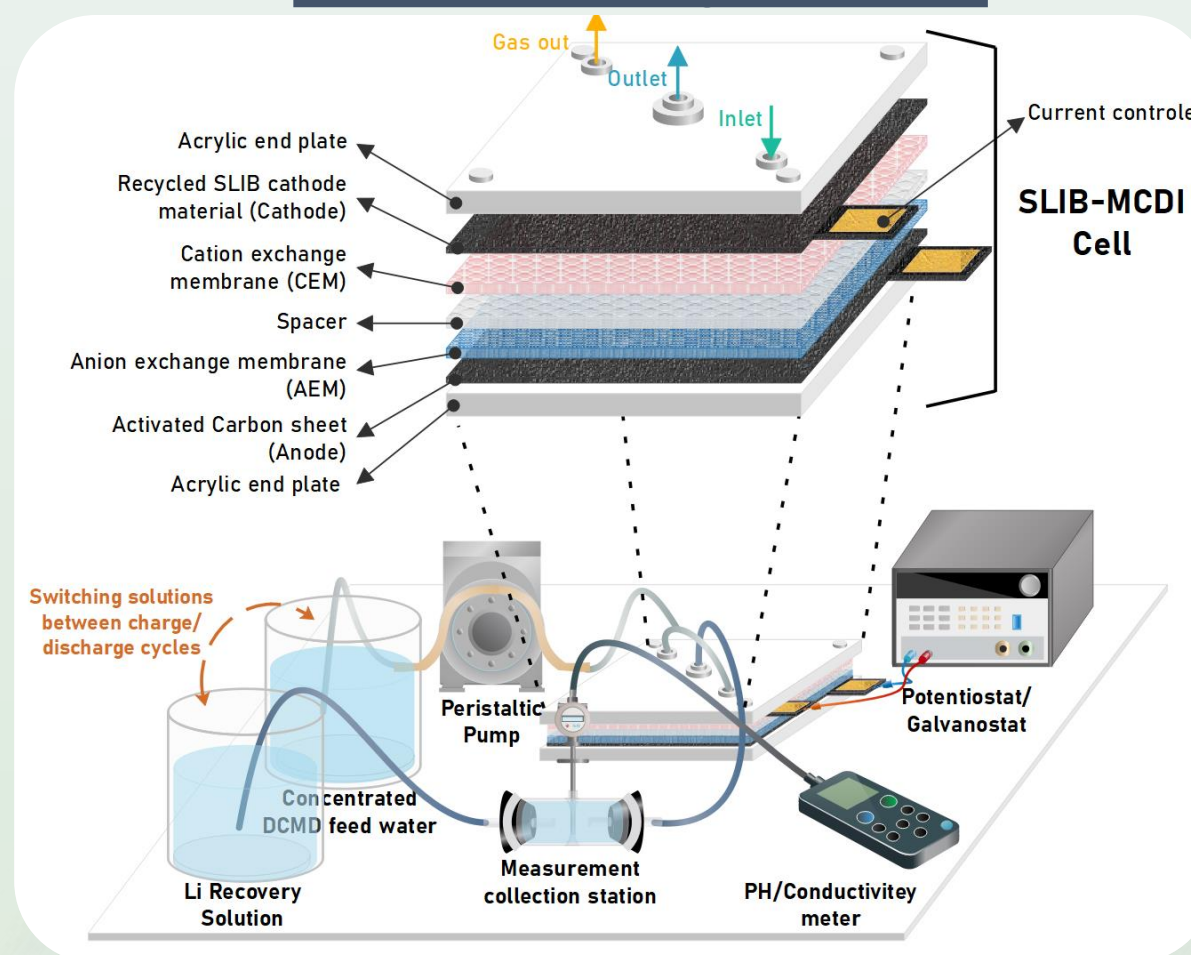 Gas out
Outlet
Inlet
Current controle
Acrylic end plate
Recycled SLIB cathode
material (Cathode)
SLIB-MCDI
Cell
Cation exchange
membrane (CEM)
Spacer
Anion exchange membrane
(AEM)
Activated Carbon sheet
(Anode)
Acrylic end plate
Switching solutions
between charge/
discharge cycles
Peristaltic
Pump
Potentiostat/
Galvanostat
Concentrated
DCMD feed water
Measurement
collection station
Li Recovery
Solution
PH/Conductivitey
meter